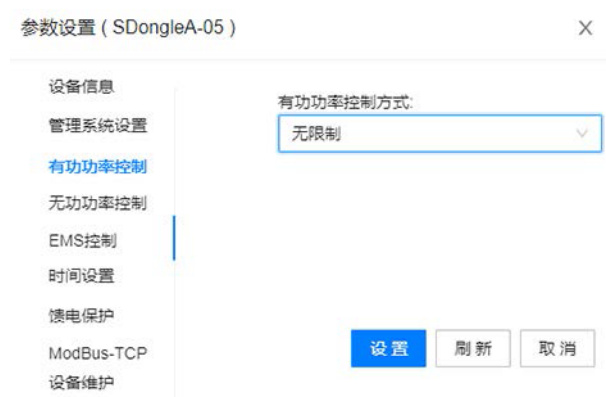 参数设置 ( SDongleA-05 )
设备信息
管理系统设置
有功功率控制
无功功率控制
EMS控制
时间设置
馈电保护
ModBus-TCP
设备维护
有功功率控制方式:
无限制
设置 刷新 取消